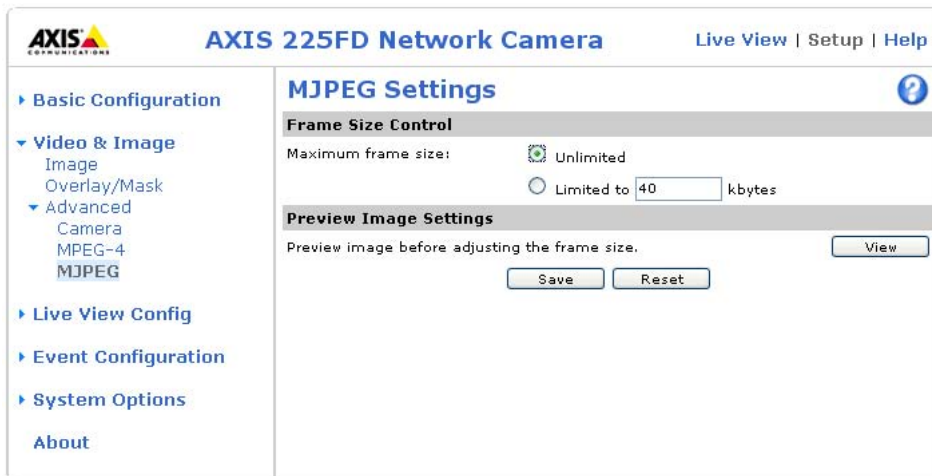 AXIS
COMMUNICATIONS
AXIS 225FD Network Camera
Live View | Setup | Help
Basic Configuration
Video & Image
Image
Overlay/Mask
Advanced
Camera
MPEG-4
MJPEG
Live View Config
Event Configuration
System Options
About
MJPEG Settings
?
Frame Size Control
Maximum frame size: Unlimited
Limited to 40 kbytes
Preview Image Settings
Preview image before adjusting the frame size. View
Save Reset